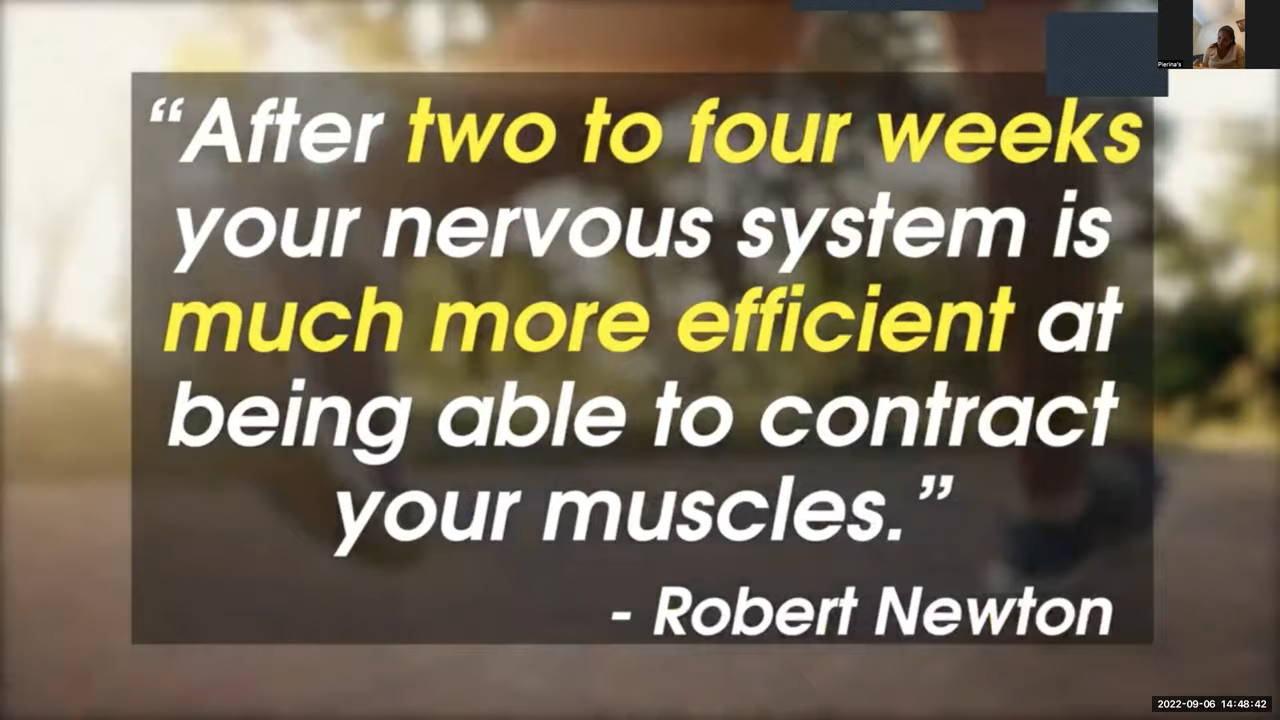 Pierina's
“After two to four weeks
your nervous system is
much more efficient at
being able to contract
your muscles.”
- Robert Newton
2022-09-06 14:48:42